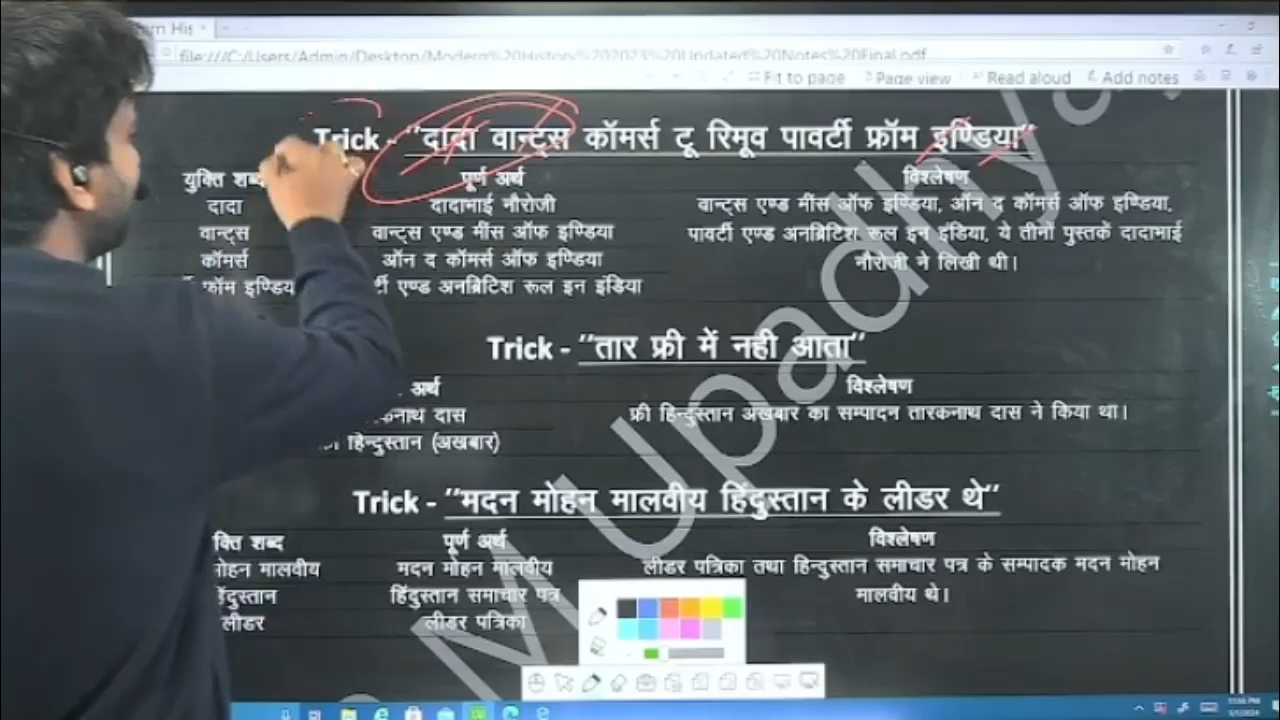 file:///C:/Users/Admin/Desktop/Modern%20History%202023%20Updated%20Notes%20Final.pdf
Fit to page Page view Read aloud Add notes
Trick - "दादा वान्ट्स कॉमर्स टू रिमूव पावर्टी फ्रॉम इण्डिया"
युक्ति शब्द पूर्ण अर्थ विश्लेषण
दादा दादाभाई नौरोजी वान्ट्स एण्ड मींस ऑफ इण्डिया, ऑन द कॉमर्स ऑफ इण्डिया,
वान्ट्स वान्ट्स एण्ड मींस ऑफ इण्डिया पावर्टी एण्ड अनब्रिटिश रूल इन इंडिया, ये तीनों पुस्तकें दादाभाई
कॉमर्स ऑन द कॉमर्स ऑफ इण्डिया नौरोजी ने लिखी थी।
फ्रॉम एण्ड अनब्रिटिश रूल इन इंडिया
Trick - "तार फ्री में नही आता"
अर्थ विश्लेषण
दास फ्री हिन्दुस्तान अखबार का सम्पादन तारकनाथ दास ने किया था।
हिन्दुस्तान (अखबार)
Trick - "मदन मोहन मालवीय हिंदुस्तान के लीडर थे"
शब्द पूर्ण अर्थ विश्लेषण
मोहन मालवीय मदन मोहन मालवीय लीडर पत्रिका तथा हिन्दुस्तान समाचार पत्र के सम्पादक मदन मोहन
हिंदुस्तान हिंदुस्तान समाचार पत्र मालवीय थे।
लीडर लीडर पत्रिका
M Upadhyay